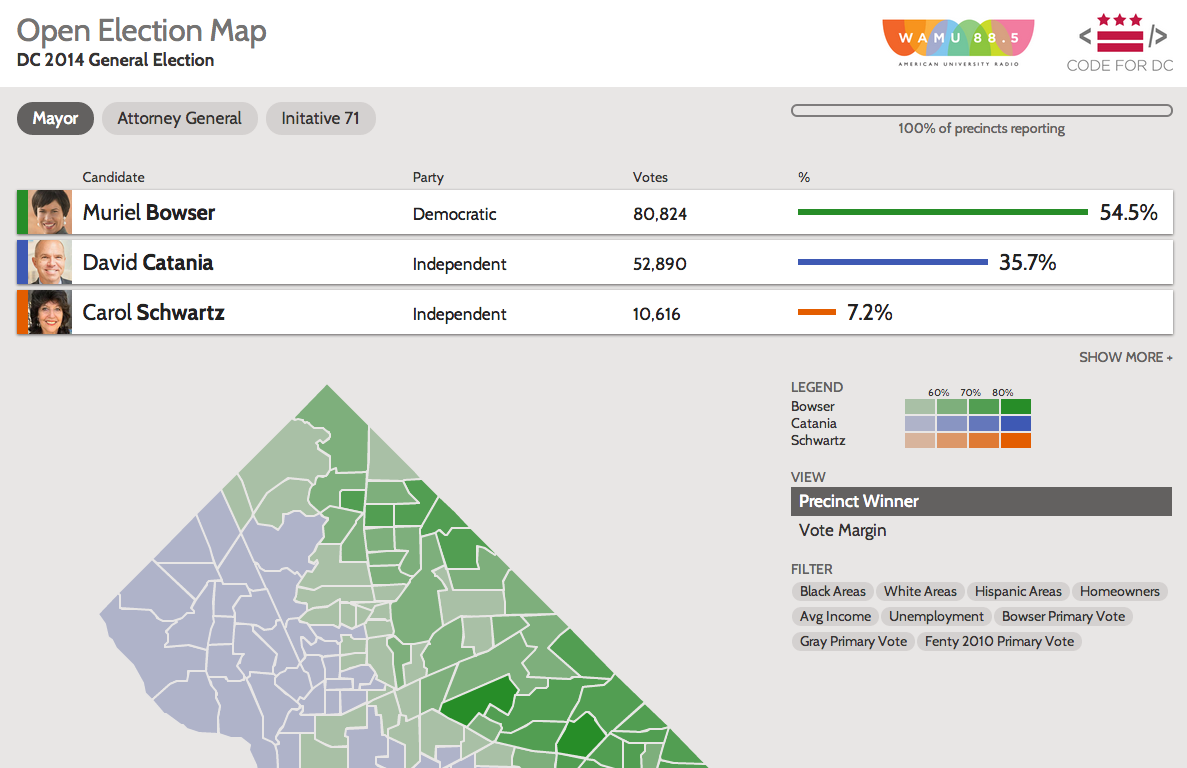 Open Election Map
DC 2014 General Election
WAMU 88.5
AMERICAN UNIVERSITY RADIO
< />
CODE FOR DC
Mayor
Attorney General
Initative 71
100% of precincts reporting
Candidate Party Votes %
Muriel Bowser Democratic 80,824 54.5%
David Catania Independent 52,890 35.7%
Carol Schwartz Independent 10,616 7.2%
SHOW MORE +
LEGEND
60% 70% 80%
Bowser
Catania
Schwartz
VIEW
Precinct Winner
Vote Margin
FILTER
Black Areas White Areas Hispanic Areas Homeowners
Avg Income Unemployment Bowser Primary Vote
Gray Primary Vote Fenty 2010 Primary Vote